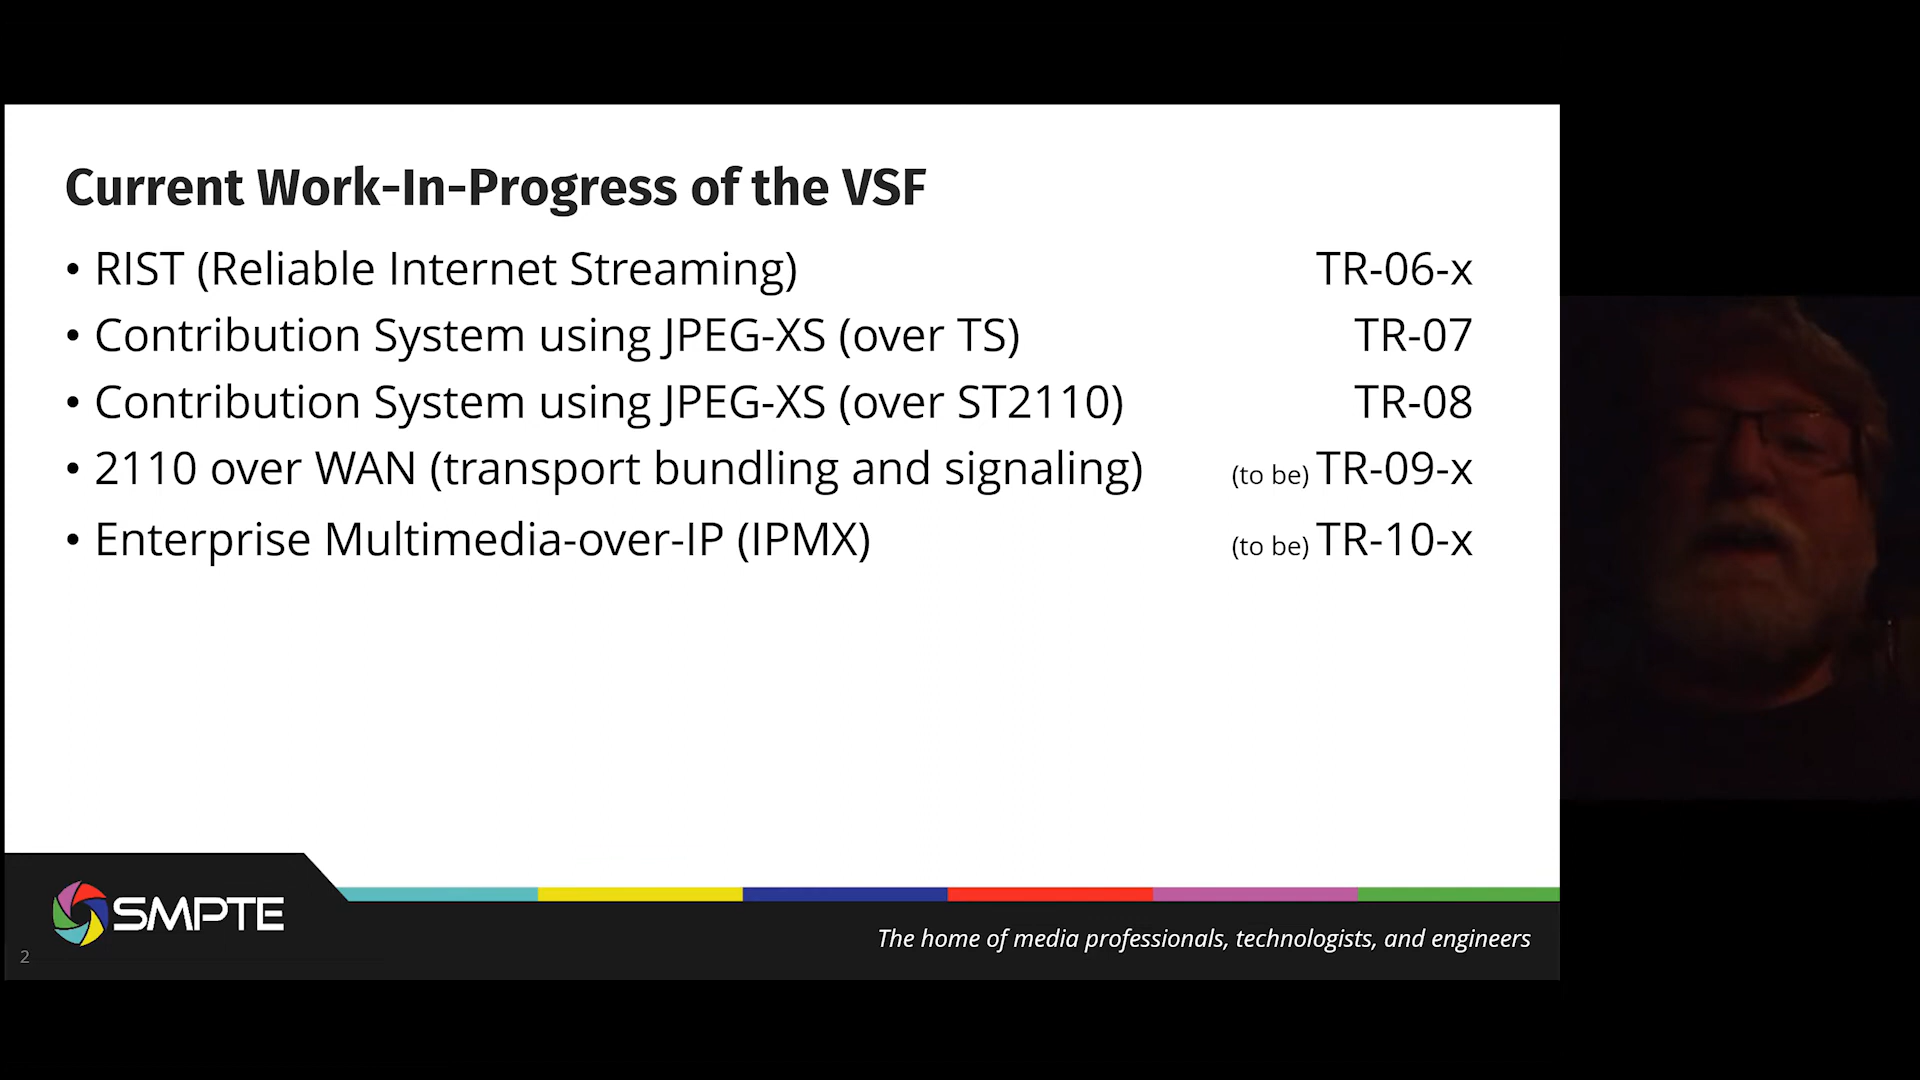 Current Work-In-Progress of the VSF
• RIST (Reliable Internet Streaming) TR-06-x
• Contribution System using JPEG-XS (over TS) TR-07
• Contribution System using JPEG-XS (over ST2110) TR-08
• 2110 over WAN (transport bundling and signaling) (to be) TR-09-x
• Enterprise Multimedia-over-IP (IPMX) (to be) TR-10-x
SMPTE
The home of media professionals, technologists, and engineers
2